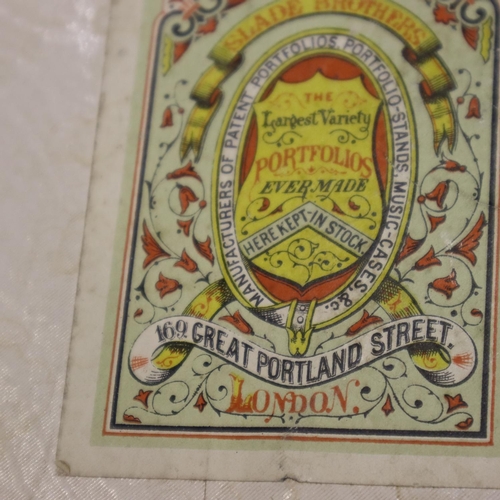 SLADE BROTHERS
MANUFACTURERS OF PATENT PORTFOLIOS, PORTFOLIO-STANDS, MUSIC-CASES, &c.
THE
Largest Variety
PORTFOLIOS
EVER MADE
HERE KEPT IN STOCK
169, GREAT PORTLAND STREET.
LONDON.